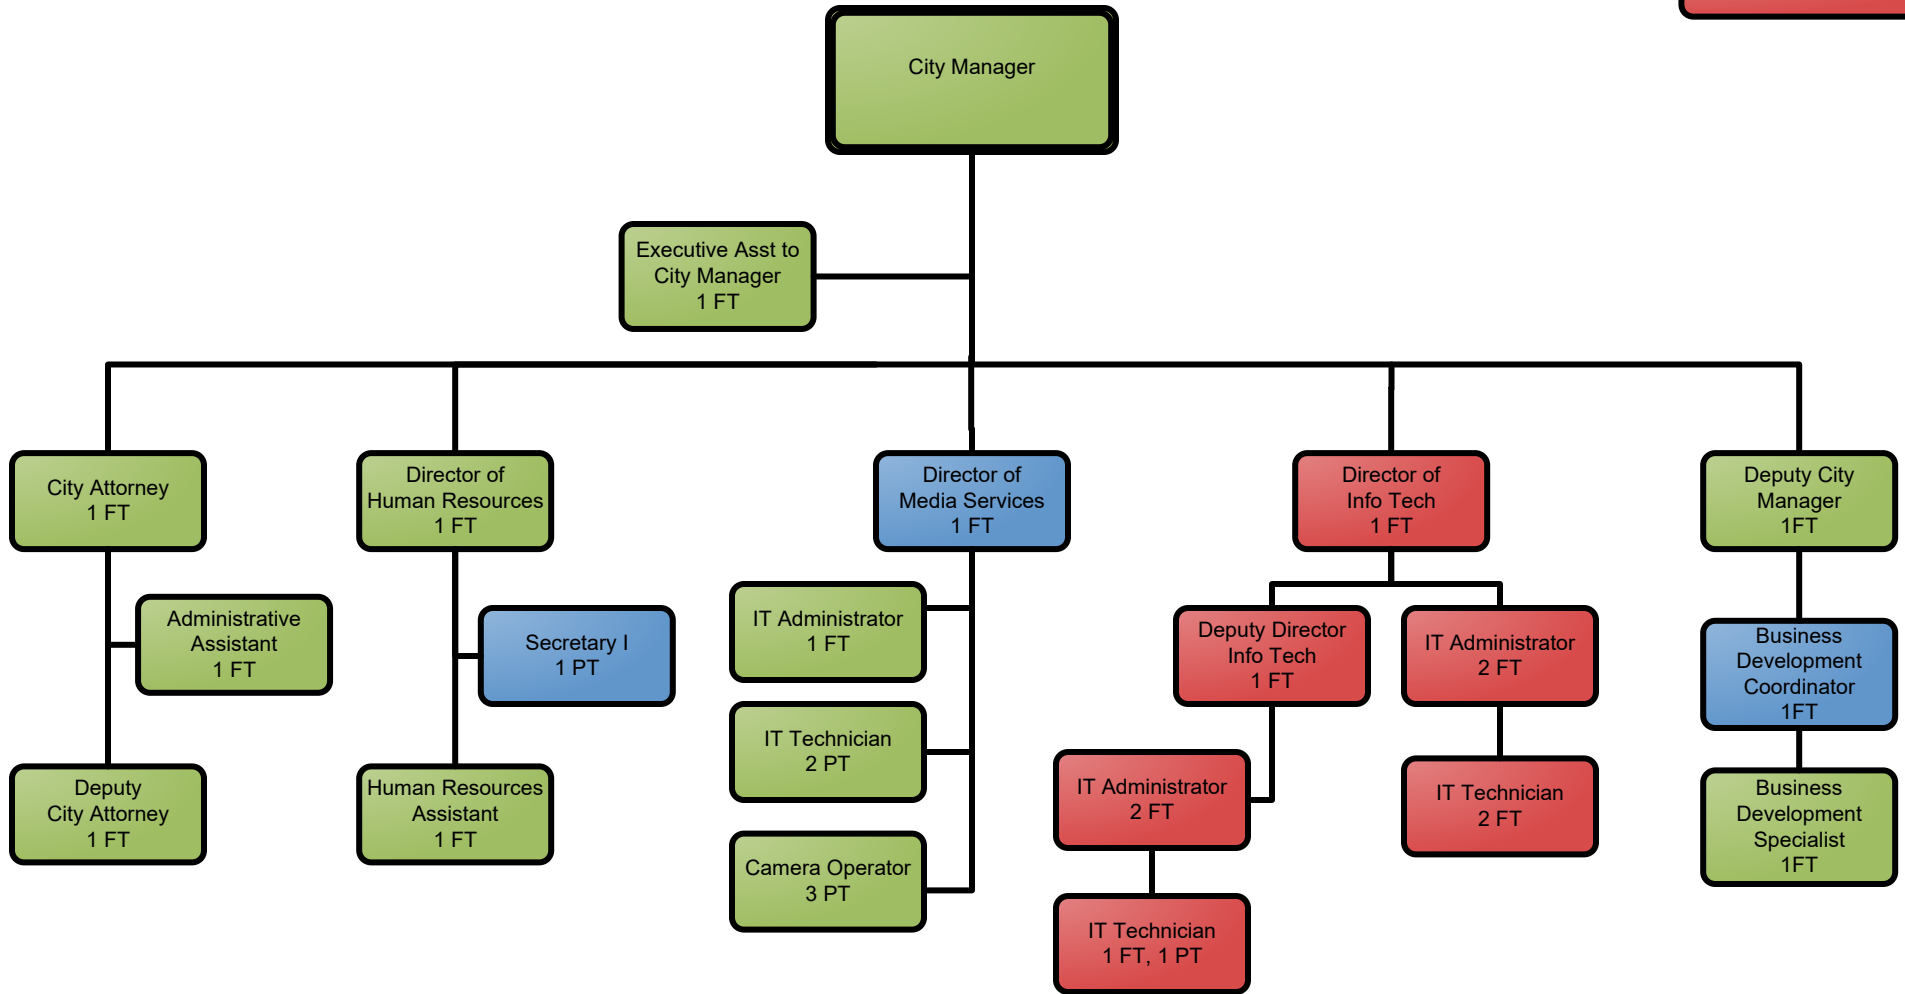 City Manager
Executive Asst to
City Manager
1 FT
City Attorney
1 FT
Director of
Human Resources
1 FT
Director of
Media Services
1 FT
Director of
Info Tech
1 FT
Deputy City
Manager
1FT
Administrative
Assistant
1 FT
Secretary I
1 PT
IT Administrator
1 FT
Deputy Director
Info Tech
1 FT
IT Administrator
2 FT
Business
Development
Coordinator
1FT
IT Technician
2 PT
Deputy
City Attorney
1 FT
Human Resources
Assistant
1 FT
IT Administrator
2 FT
IT Technician
2 FT
Business
Development
Specialist
1FT
Camera Operator
3 PT
IT Technician
1 FT, 1 PT